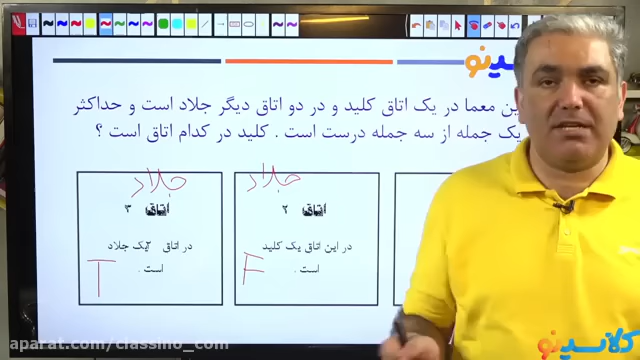 نو
این معما در یک اتاق کلید و در دو اتاق دیگر جلاد است و حداکثر
یک جمله از سه جمله درست است . کلید در کدام اتاق است ؟
جلاد
اتاق ۲
در این اتاق یک کلید
است .
F
جلاد
اتاق ۳
در اتاق ۲ یک جلاد
است .
T
aparat.com/classino_com
کلاسینو